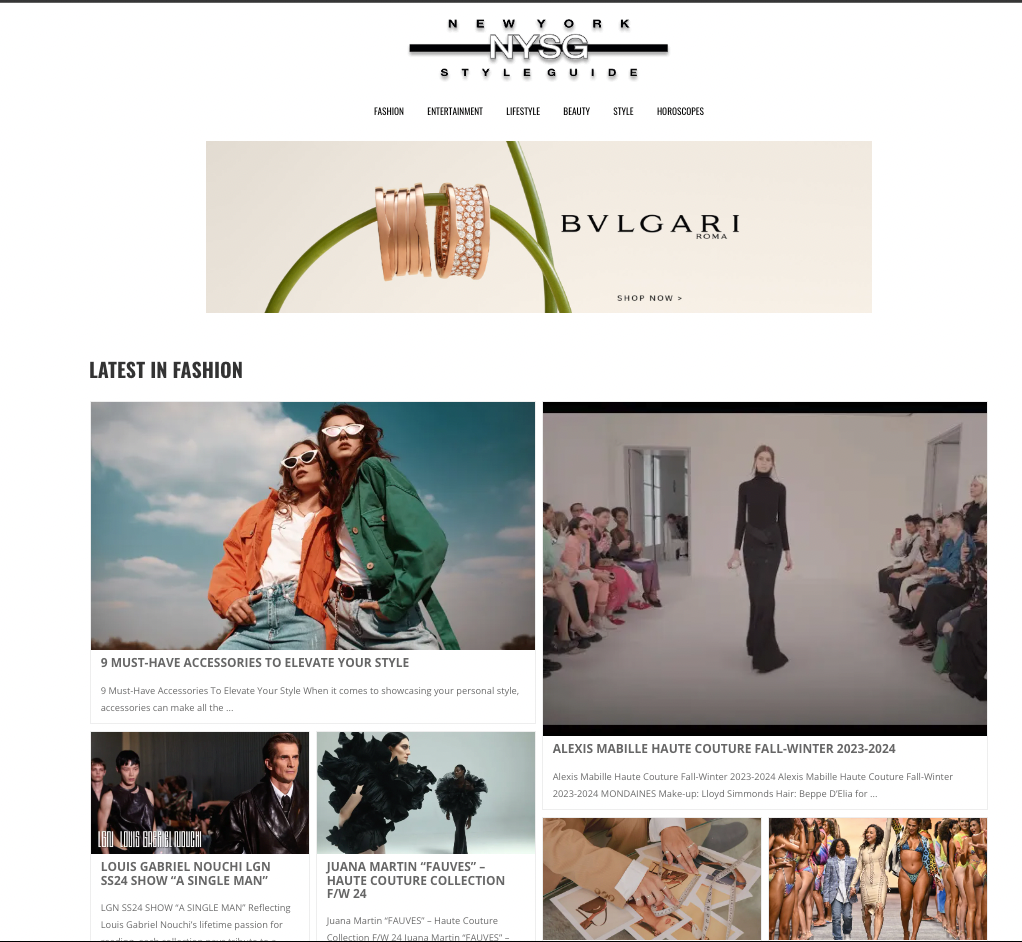 NEW YORK
NYSG
STYLEGUIDE
FASHION ENTERTAINMENT LIFESTYLE BEAUTY STYLE HOROSCOPES
BVLGARI
ROMA
SHOP NOW >
LATEST IN FASHION
9 MUST-HAVE ACCESSORIES TO ELEVATE YOUR STYLE
9 Must-Have Accessories To Elevate Your Style When it comes to showcasing your personal style,
accessories can make all the ...
ALEXIS MABILLE HAUTE COUTURE FALL-WINTER 2023-2024
Alexis Mabille Haute Couture Fall-Winter 2023-2024 Alexis Mabille Haute Couture Fall-Winter
2023-2024 MONDAINES Make-up: Lloyd Simmonds Hair: Beppe D’Elia for ...
LGN LOUIS GABRIEL NOUCHI
LOUIS GABRIEL NOUCHI LGN
SS24 SHOW “A SINGLE MAN”
LGN SS24 SHOW “A SINGLE MAN” Reflecting
Louis Gabriel Nouchi’s lifetime passion for
JUANA MARTIN “FAUVES” –
HAUTE COUTURE COLLECTION
F/W 24
Juana Martin “FAUVES” – Haute Couture
Collection F/W 24 Juana Martin “FAUVES” –